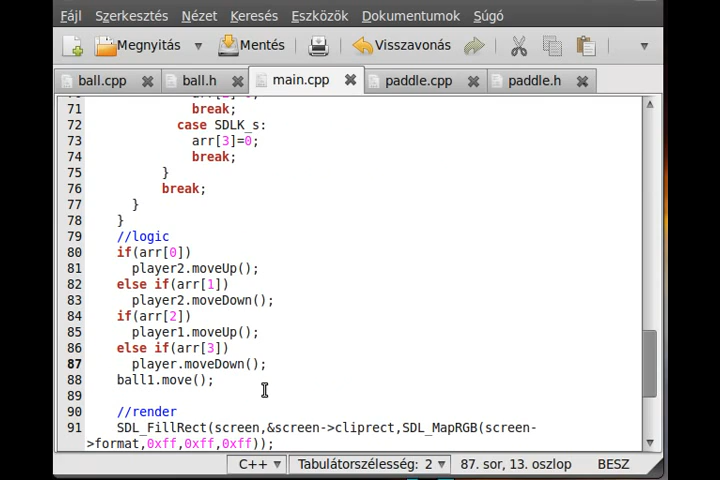 Fájl Szerkesztés Nézet Keresés Eszközök Dokumentumok Súgó
Megnyitás Mentés Visszavonás
ball.cpp ball.h main.cpp paddle.cpp paddle.h
71 break;
72 case SDLK_s:
73 arr[3]=0;
74 break;
75 }
76 break;
77 }
78 }
79 //logic
80 if(arr[0])
81 player2.moveUp();
82 else if(arr[1])
83 player2.moveDown();
84 if(arr[2])
85 player1.moveUp();
86 else if(arr[3])
87 player.moveDown();
88 ball1.move();
89
90 //render
91 SDL_FillRect(screen,&screen->cliprect,SDL_MapRGB(screen-
>format,0xff,0xff,0xff));
C++ Tabulátorszélesség: 2 87. sor, 13. oszlop BESZ